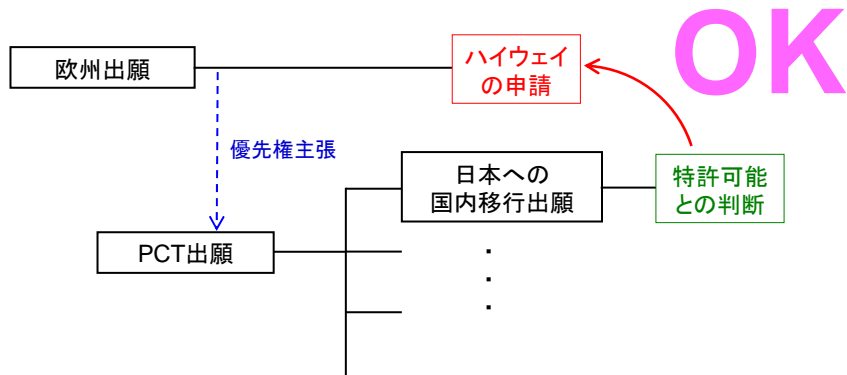 OK
欧州出願
ハイウェイ
の申請
優先権主張
日本への
国内移行出願
特許可能
との判断
PCT出願
・
・
・